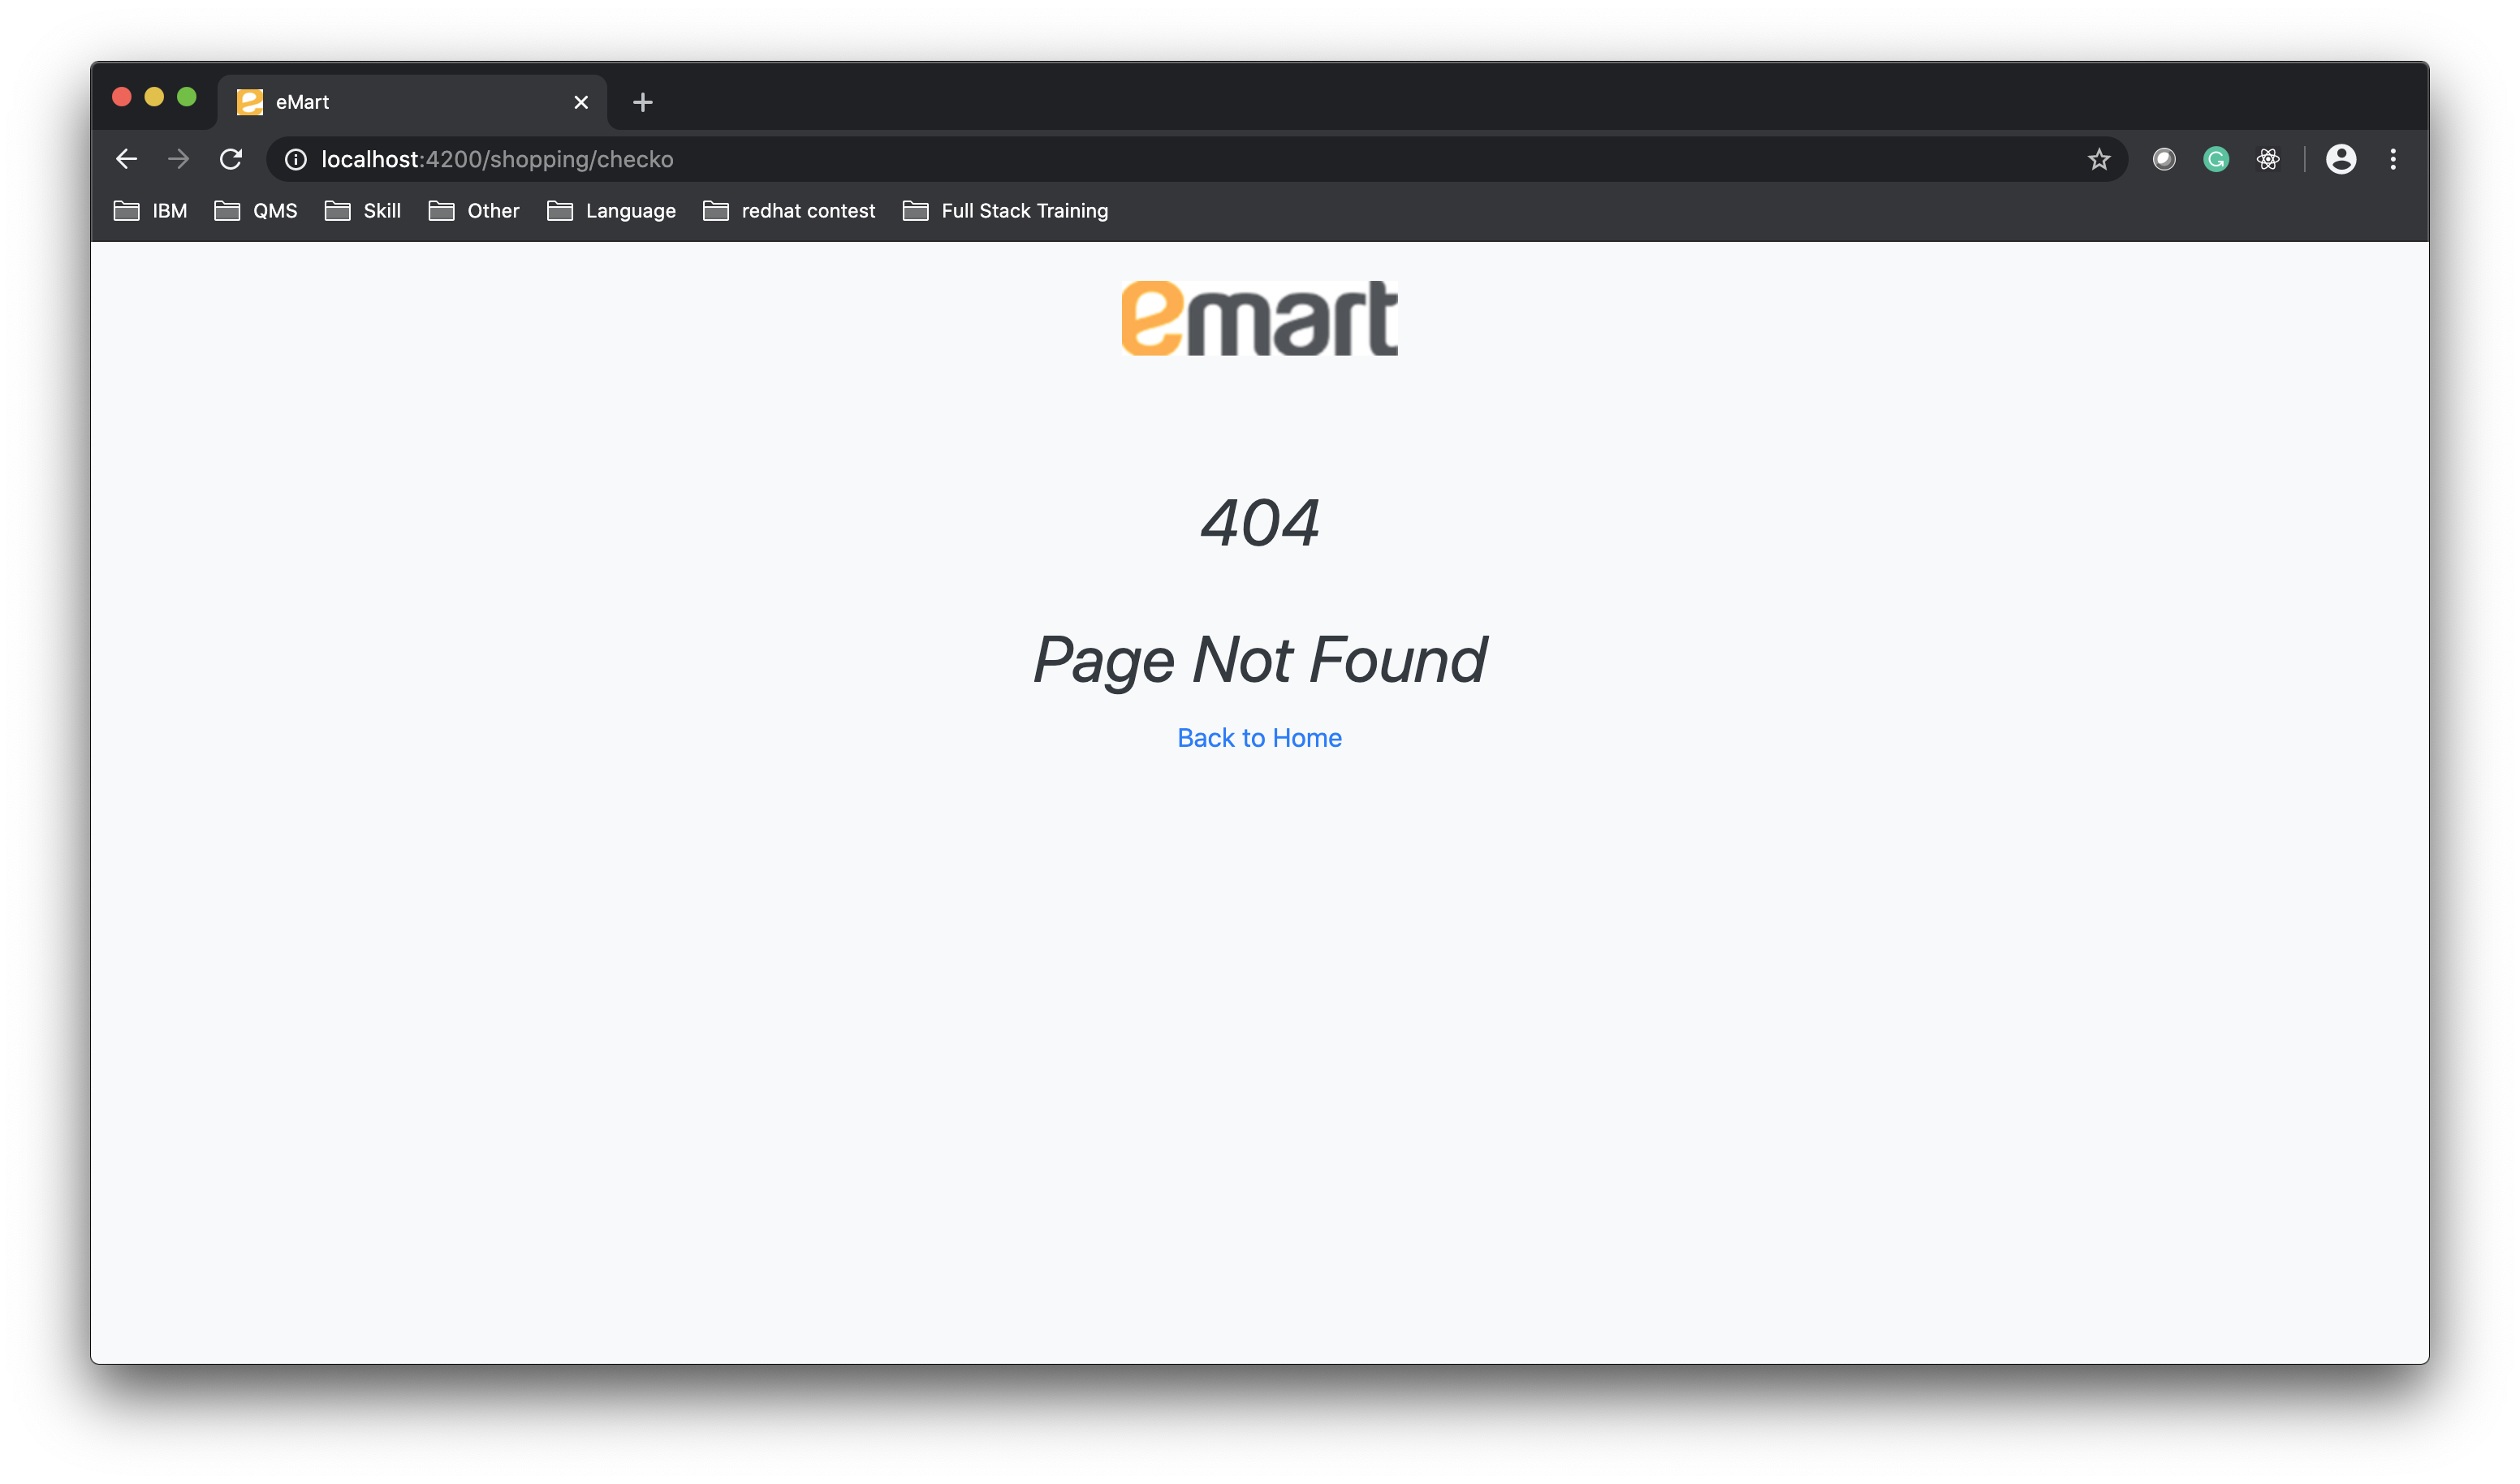 eMart
localhost:4200/shopping/checko
IBM QMS Skill Other Language redhat contest Full Stack Training
emart
404
Page Not Found
Back to Home